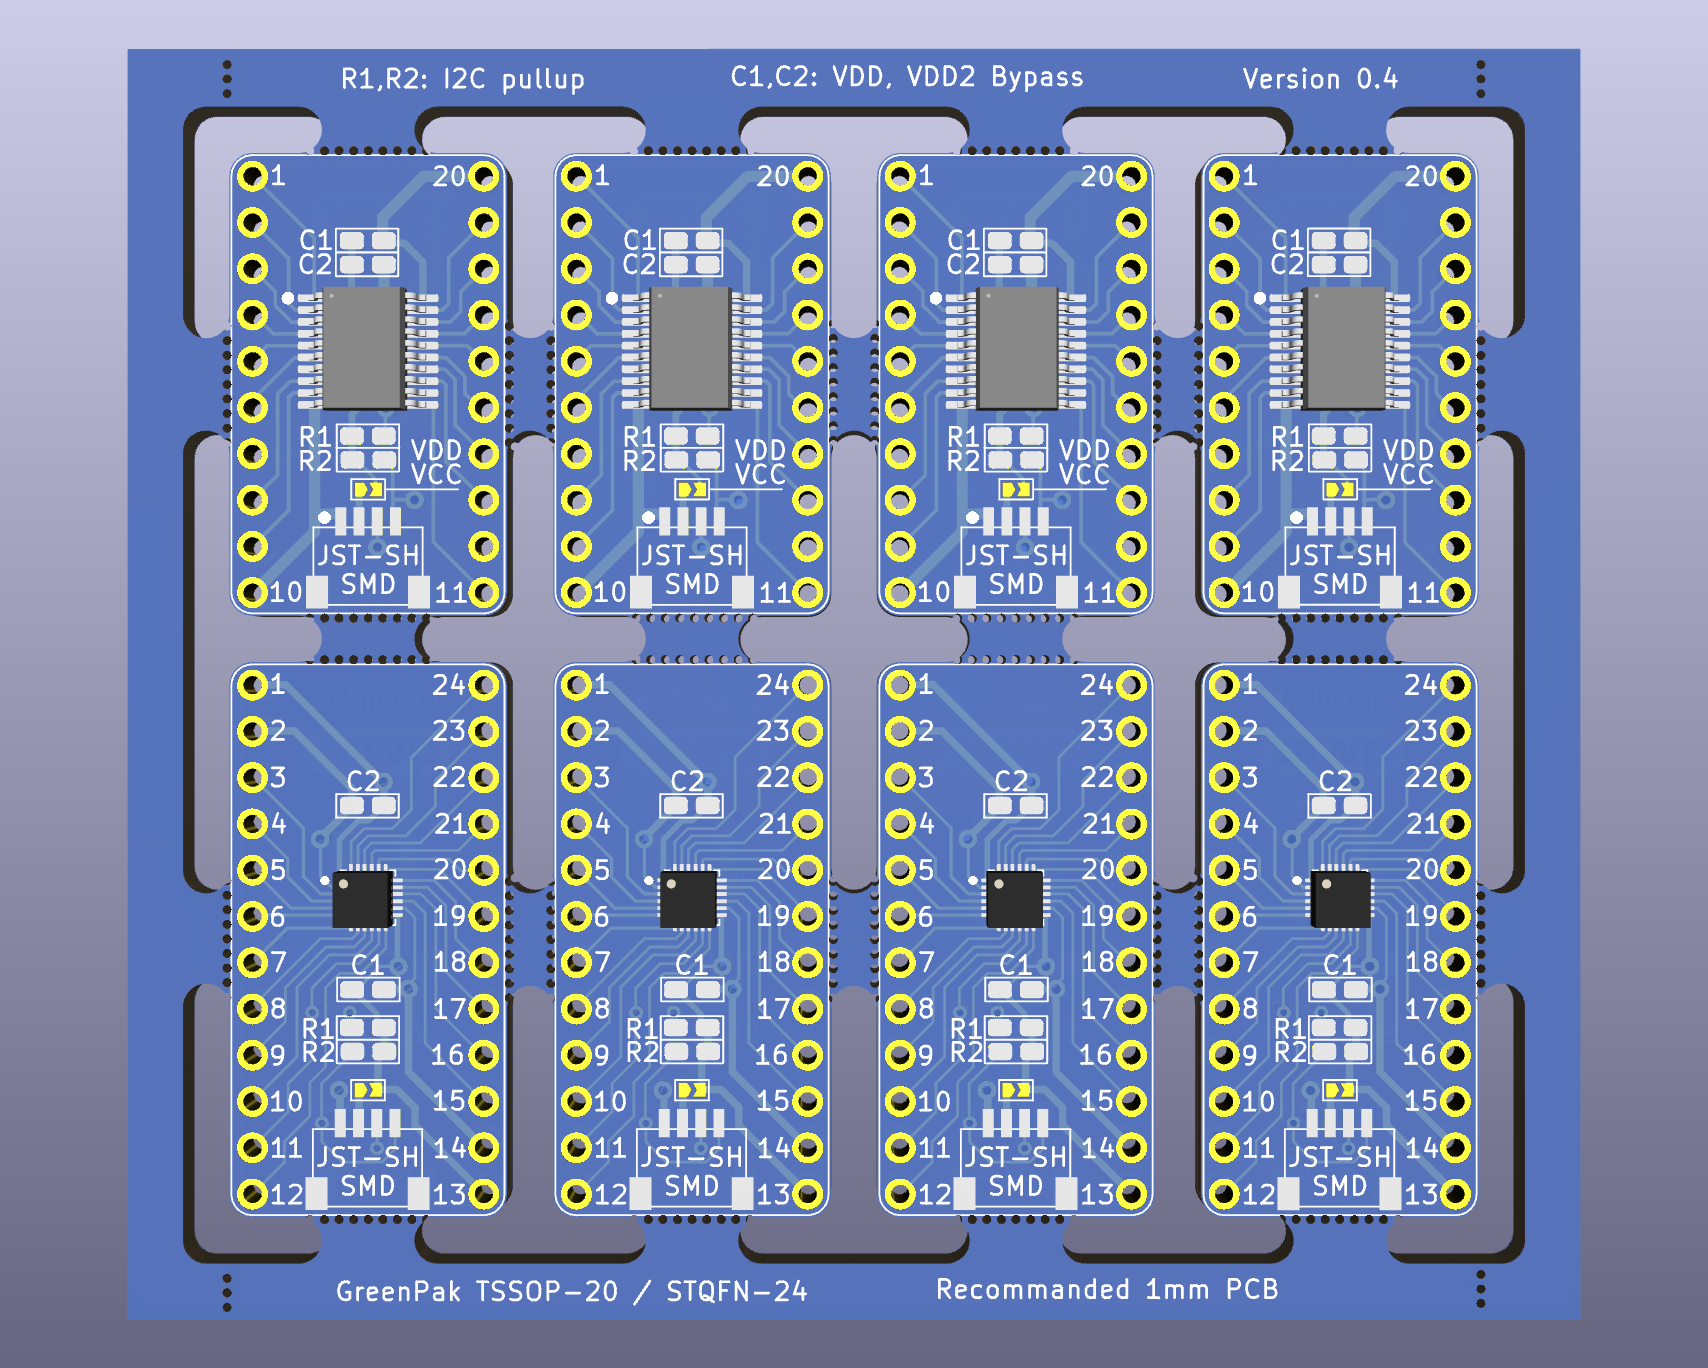 R1,R2: I2C pullup C1,C2: VDD, VDD2 Bypass Version 0.4
1 20 1 20 1 20 1 20
C1 C1 C1 C1
C2 C2 C2 C2
R1 VDD R1 VDD R1 VDD R1 VDD
R2 VCC R2 VCC R2 VCC R2 VCC
JST-SH JST-SH JST-SH JST-SH
SMD SMD SMD SMD
10 11 10 11 10 11 10 11
1 24 1 24 1 24 1 24
2 23 2 23 2 23 2 23
3 C2 22 3 C2 22 3 C2 22 3 C2 22
4 21 4 21 4 21 4 21
5 20 5 20 5 20 5 20
6 19 6 19 6 19 6 19
7 C1 18 7 C1 18 7 C1 18 7 C1 18
8 17 8 17 8 17 8 17
R1 R1 R1 R1
9 R2 16 9 R2 16 9 R2 16 9 R2 16
10 15 10 15 10 15 10 15
11 JST-SH 14 11 JST-SH 14 11 JST-SH 14 11 JST-SH 14
12 SMD 13 12 SMD 13 12 SMD 13 12 SMD 13
GreenPak TSSOP-20 / STQFN-24 Recommanded 1mm PCB